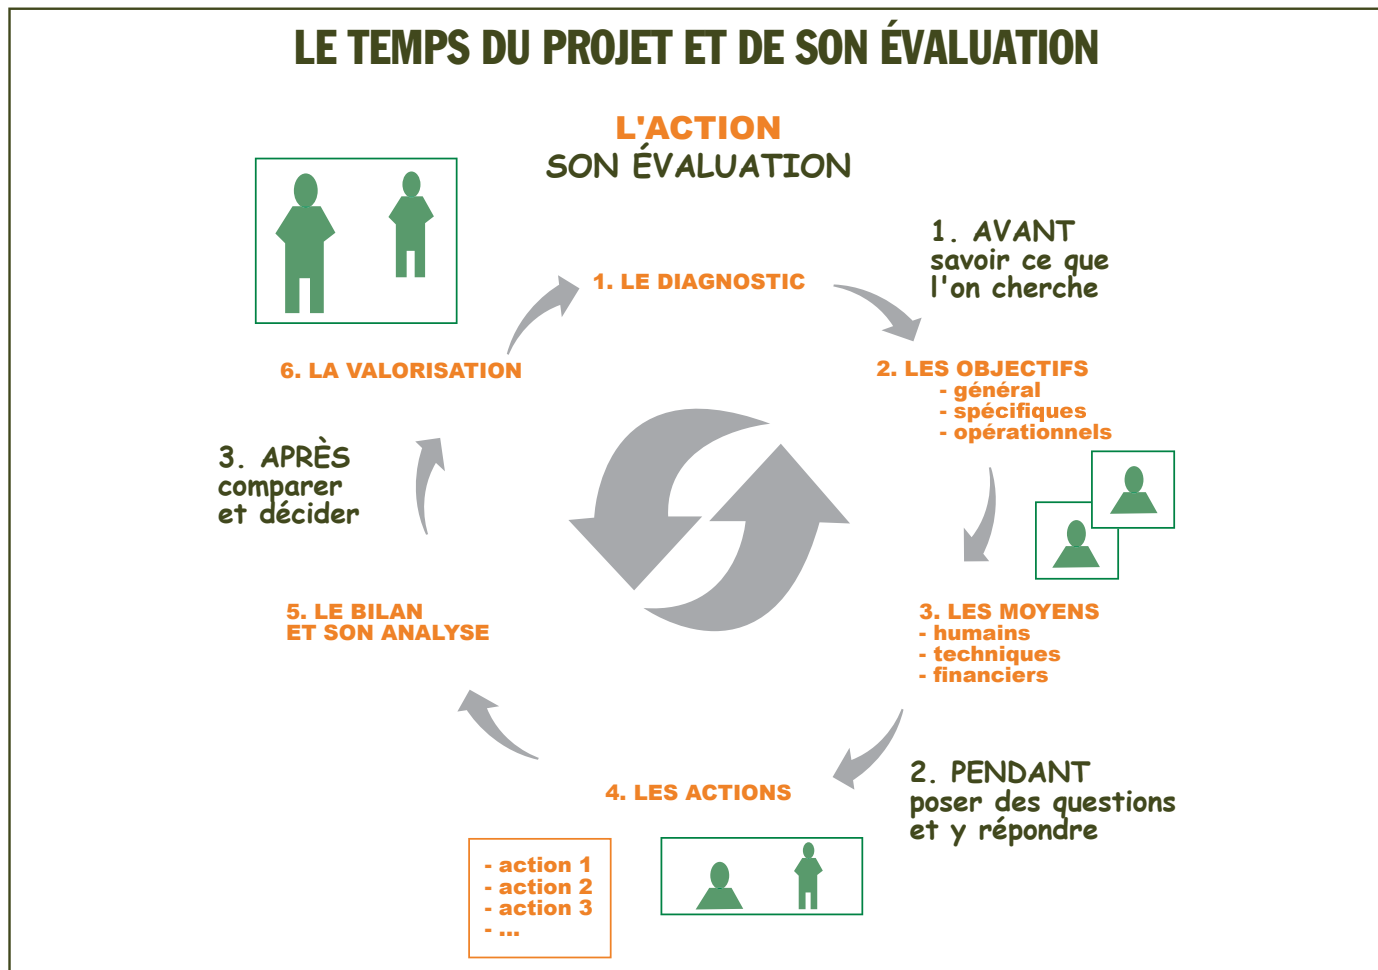 LE TEMPS DU PROJET ET DE SON ÉVALUATION
L'ACTION
SON ÉVALUATION
1. AVANT
savoir ce que
l'on cherche
1. LE DIAGNOSTIC
2. LES OBJECTIFS
- général
- spécifiques
- opérationnels
3. LES MOYENS
- humains
- techniques
- financiers
2. PENDANT
poser des questions
et y répondre
4. LES ACTIONS
- action 1
- action 2
- action 3
- ...
5. LE BILAN
ET SON ANALYSE
3. APRÈS
comparer
et décider
6. LA VALORISATION